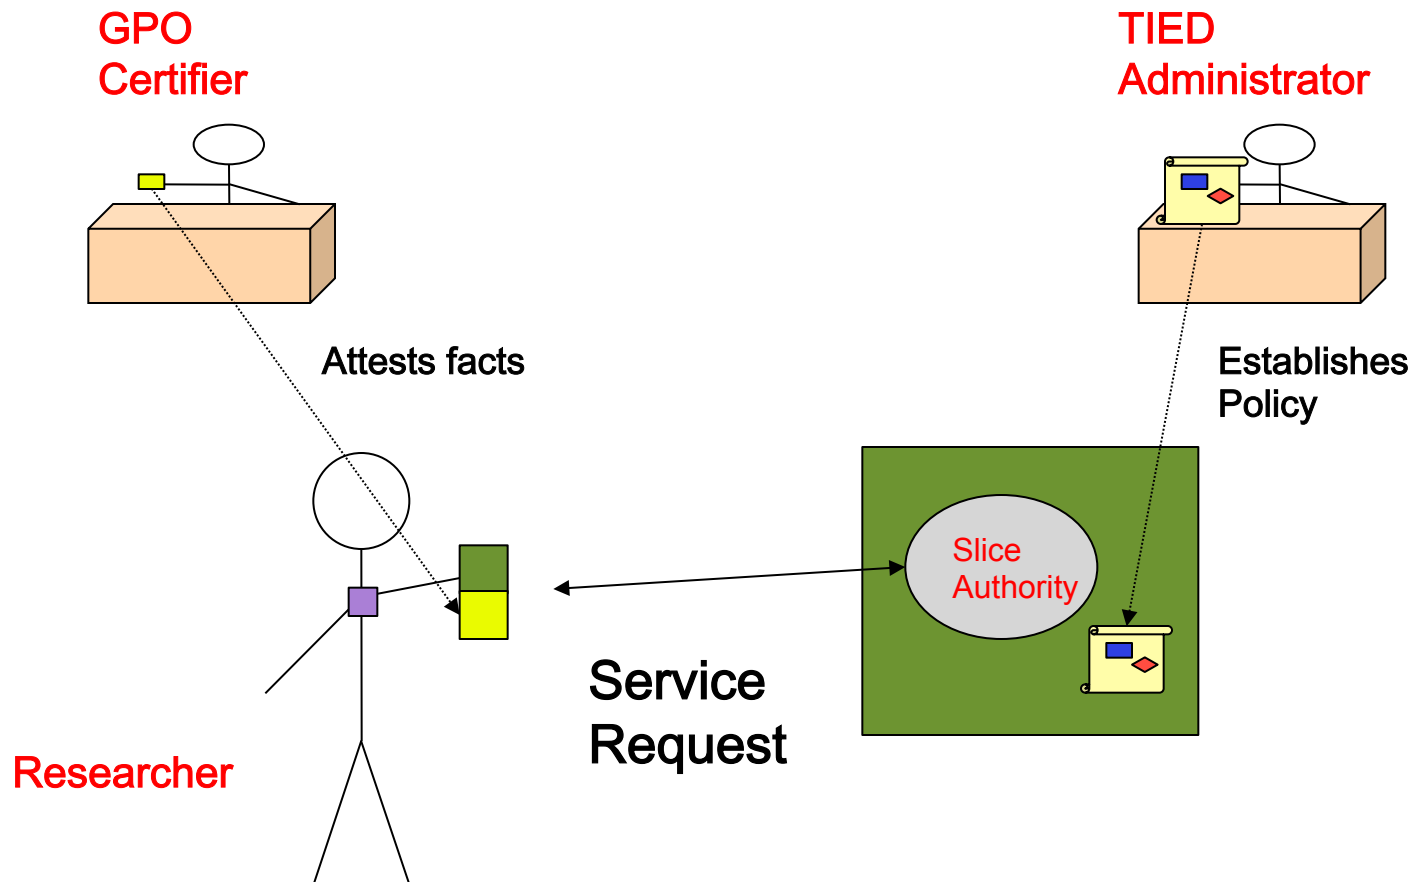 GPO
Certifier
TIED
Administrator
Attests facts
Establishes
Policy
Slice
Authority
Service
Request
Researcher